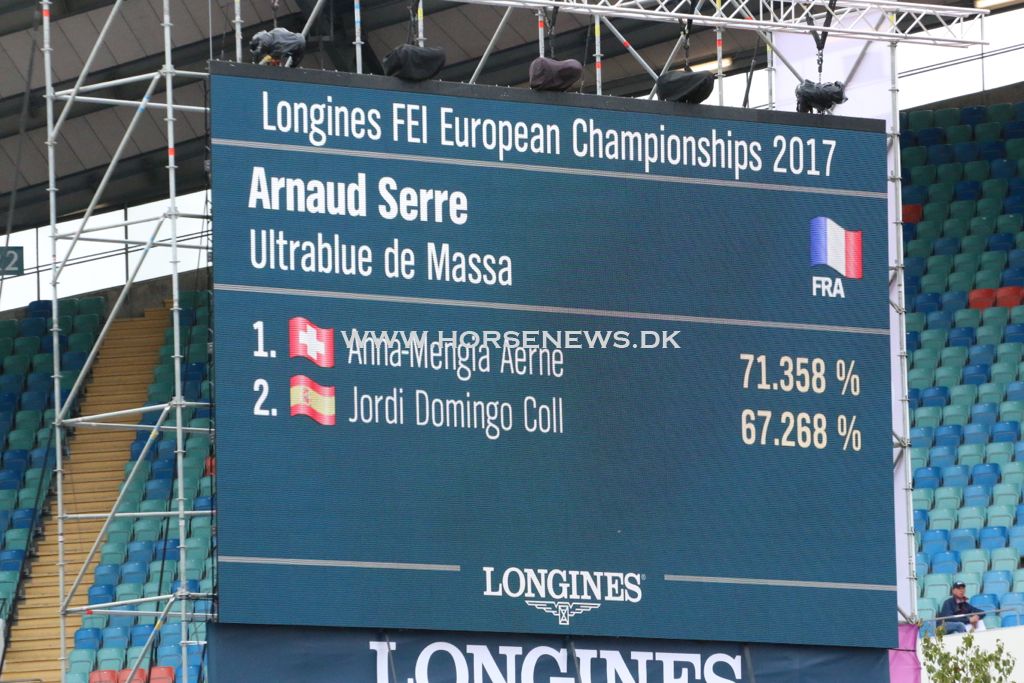 Longines FEI European Championships 2017
Arnaud Serre
Ultrablue de Massa
FRA
WWW.HORSENEWS.DK
1. Anna-Mengia Aerne 71.358 %
2. Jordi Domingo Coll 67.268 %
LONGINES
LONGINES
2